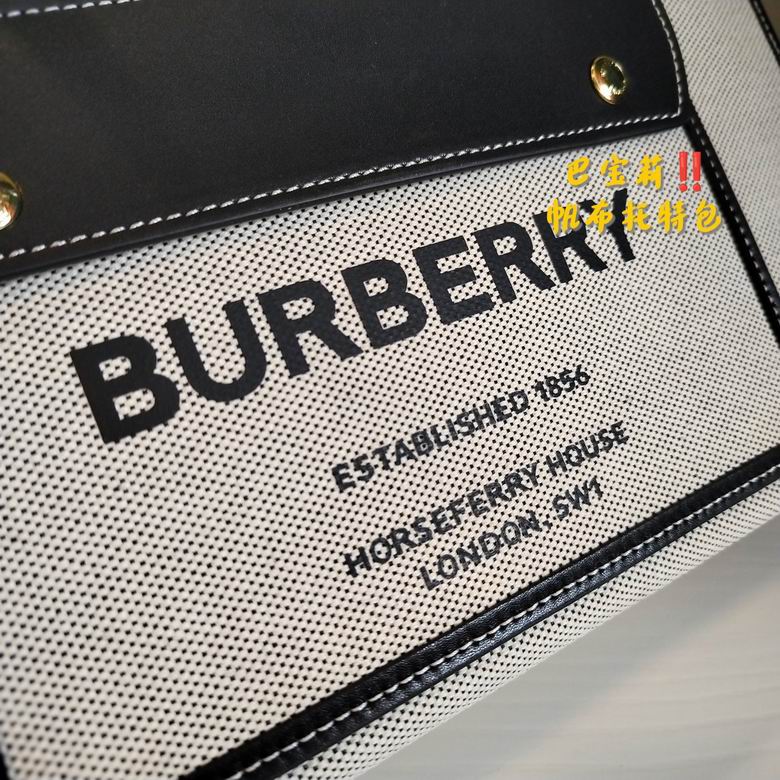 巴宝莉‼️
帆布托特包
BURBERRY
ESTABLISHED 1856
HORSEFERRY HOUSE
LONDON, SW1